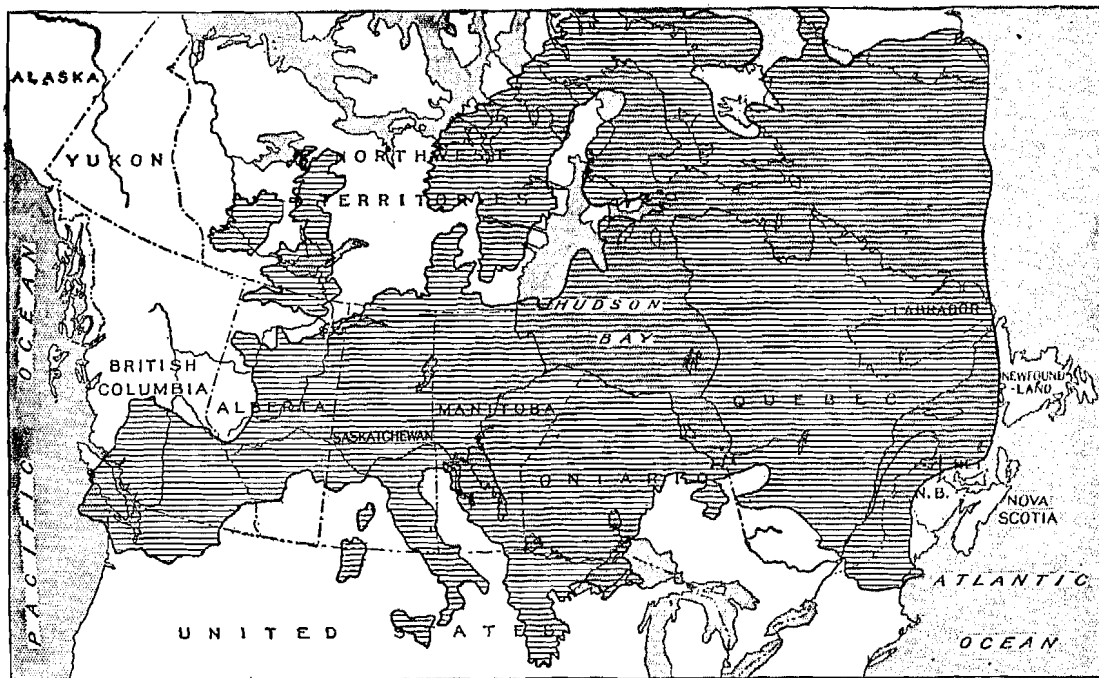 ALASKA
YUKON
NORTHWEST
TERRITORIES
PACIFIC OCEAN
HUDSON
BAY
LABRADOR
BRITISH
COLUMBIA
ALBERTA
SASKATCHEWAN
MANITOBA
ONTARIO
QUEBEC
NEWFOUND
-LAND
N.B.
NOVA
SCOTIA
ATLANTIC
OCEAN
UNITED STATES